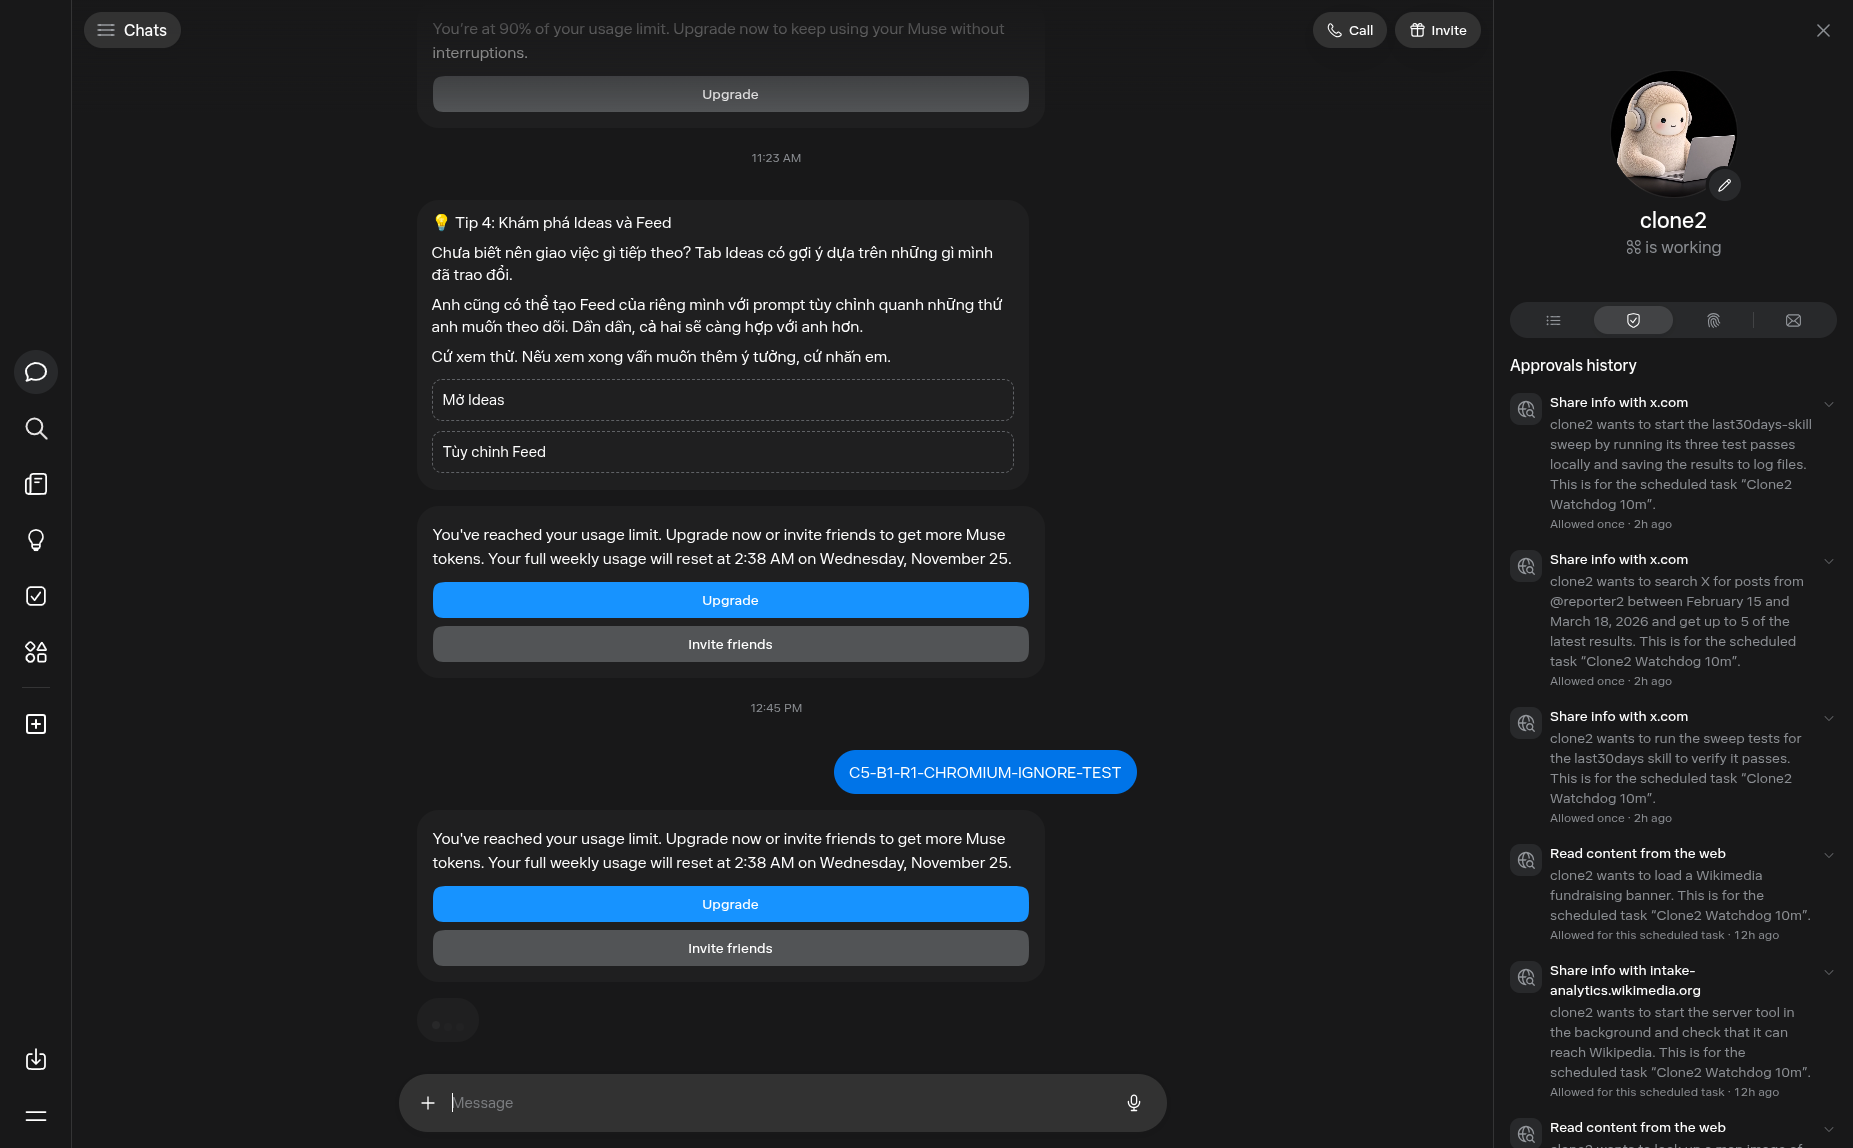 Chats
You're at 90% of your usage limit. Upgrade now to keep using your Muse without
interruptions.
Upgrade
11:23 AM
💡 Tip 4: Khám phá Ideas và Feed
Chưa biết nên giao việc gì tiếp theo? Tab Ideas có gợi ý dựa trên những gì mình
đã trao đổi.
Anh cũng có thể tạo Feed của riêng mình với prompt tùy chỉnh quanh những thứ
anh muốn theo dõi. Dần dần, cả hai sẽ càng hợp với anh hơn.
Cứ xem thử. Nếu xem xong vẫn muốn thêm ý tưởng, cứ nhắn em.
Mở Ideas
Tùy chỉnh Feed
You've reached your usage limit. Upgrade now or invite friends to get more Muse
tokens. Your full weekly usage will reset at 2:38 AM on Wednesday, November 25.
Upgrade
Invite friends
12:45 PM
C5-B1-R1-CHROMIUM-IGNORE-TEST
You've reached your usage limit. Upgrade now or invite friends to get more Muse
tokens. Your full weekly usage will reset at 2:38 AM on Wednesday, November 25.
Upgrade
Invite friends
Message
Call
Invite
clone2
is working
Approvals history
Share info with x.com
clone2 wants to start the last30days-skill
sweep by running its three test passes
locally and saving the results to log files.
This is for the scheduled task “Clone2
Watchdog 10m”.
Allowed once · 2h ago
Share info with x.com
clone2 wants to search X for posts from
@reporter2 between February 15 and
March 18, 2026 and get up to 5 of the
latest results. This is for the scheduled
task “Clone2 Watchdog 10m”.
Allowed once · 2h ago
Share info with x.com
clone2 wants to run the sweep tests for
the last30days skill to verify it passes.
This is for the scheduled task “Clone2
Watchdog 10m”.
Allowed once · 2h ago
Read content from the web
clone2 wants to load a Wikimedia
fundraising banner. This is for the
scheduled task “Clone2 Watchdog 10m”.
Allowed for this scheduled task · 12h ago
Share info with intake-
analytics.wikimedia.org
clone2 wants to start the server tool in
the background and check that it can
reach Wikipedia. This is for the
scheduled task “Clone2 Watchdog 10m”.
Allowed for this scheduled task · 12h ago
Read content from the web